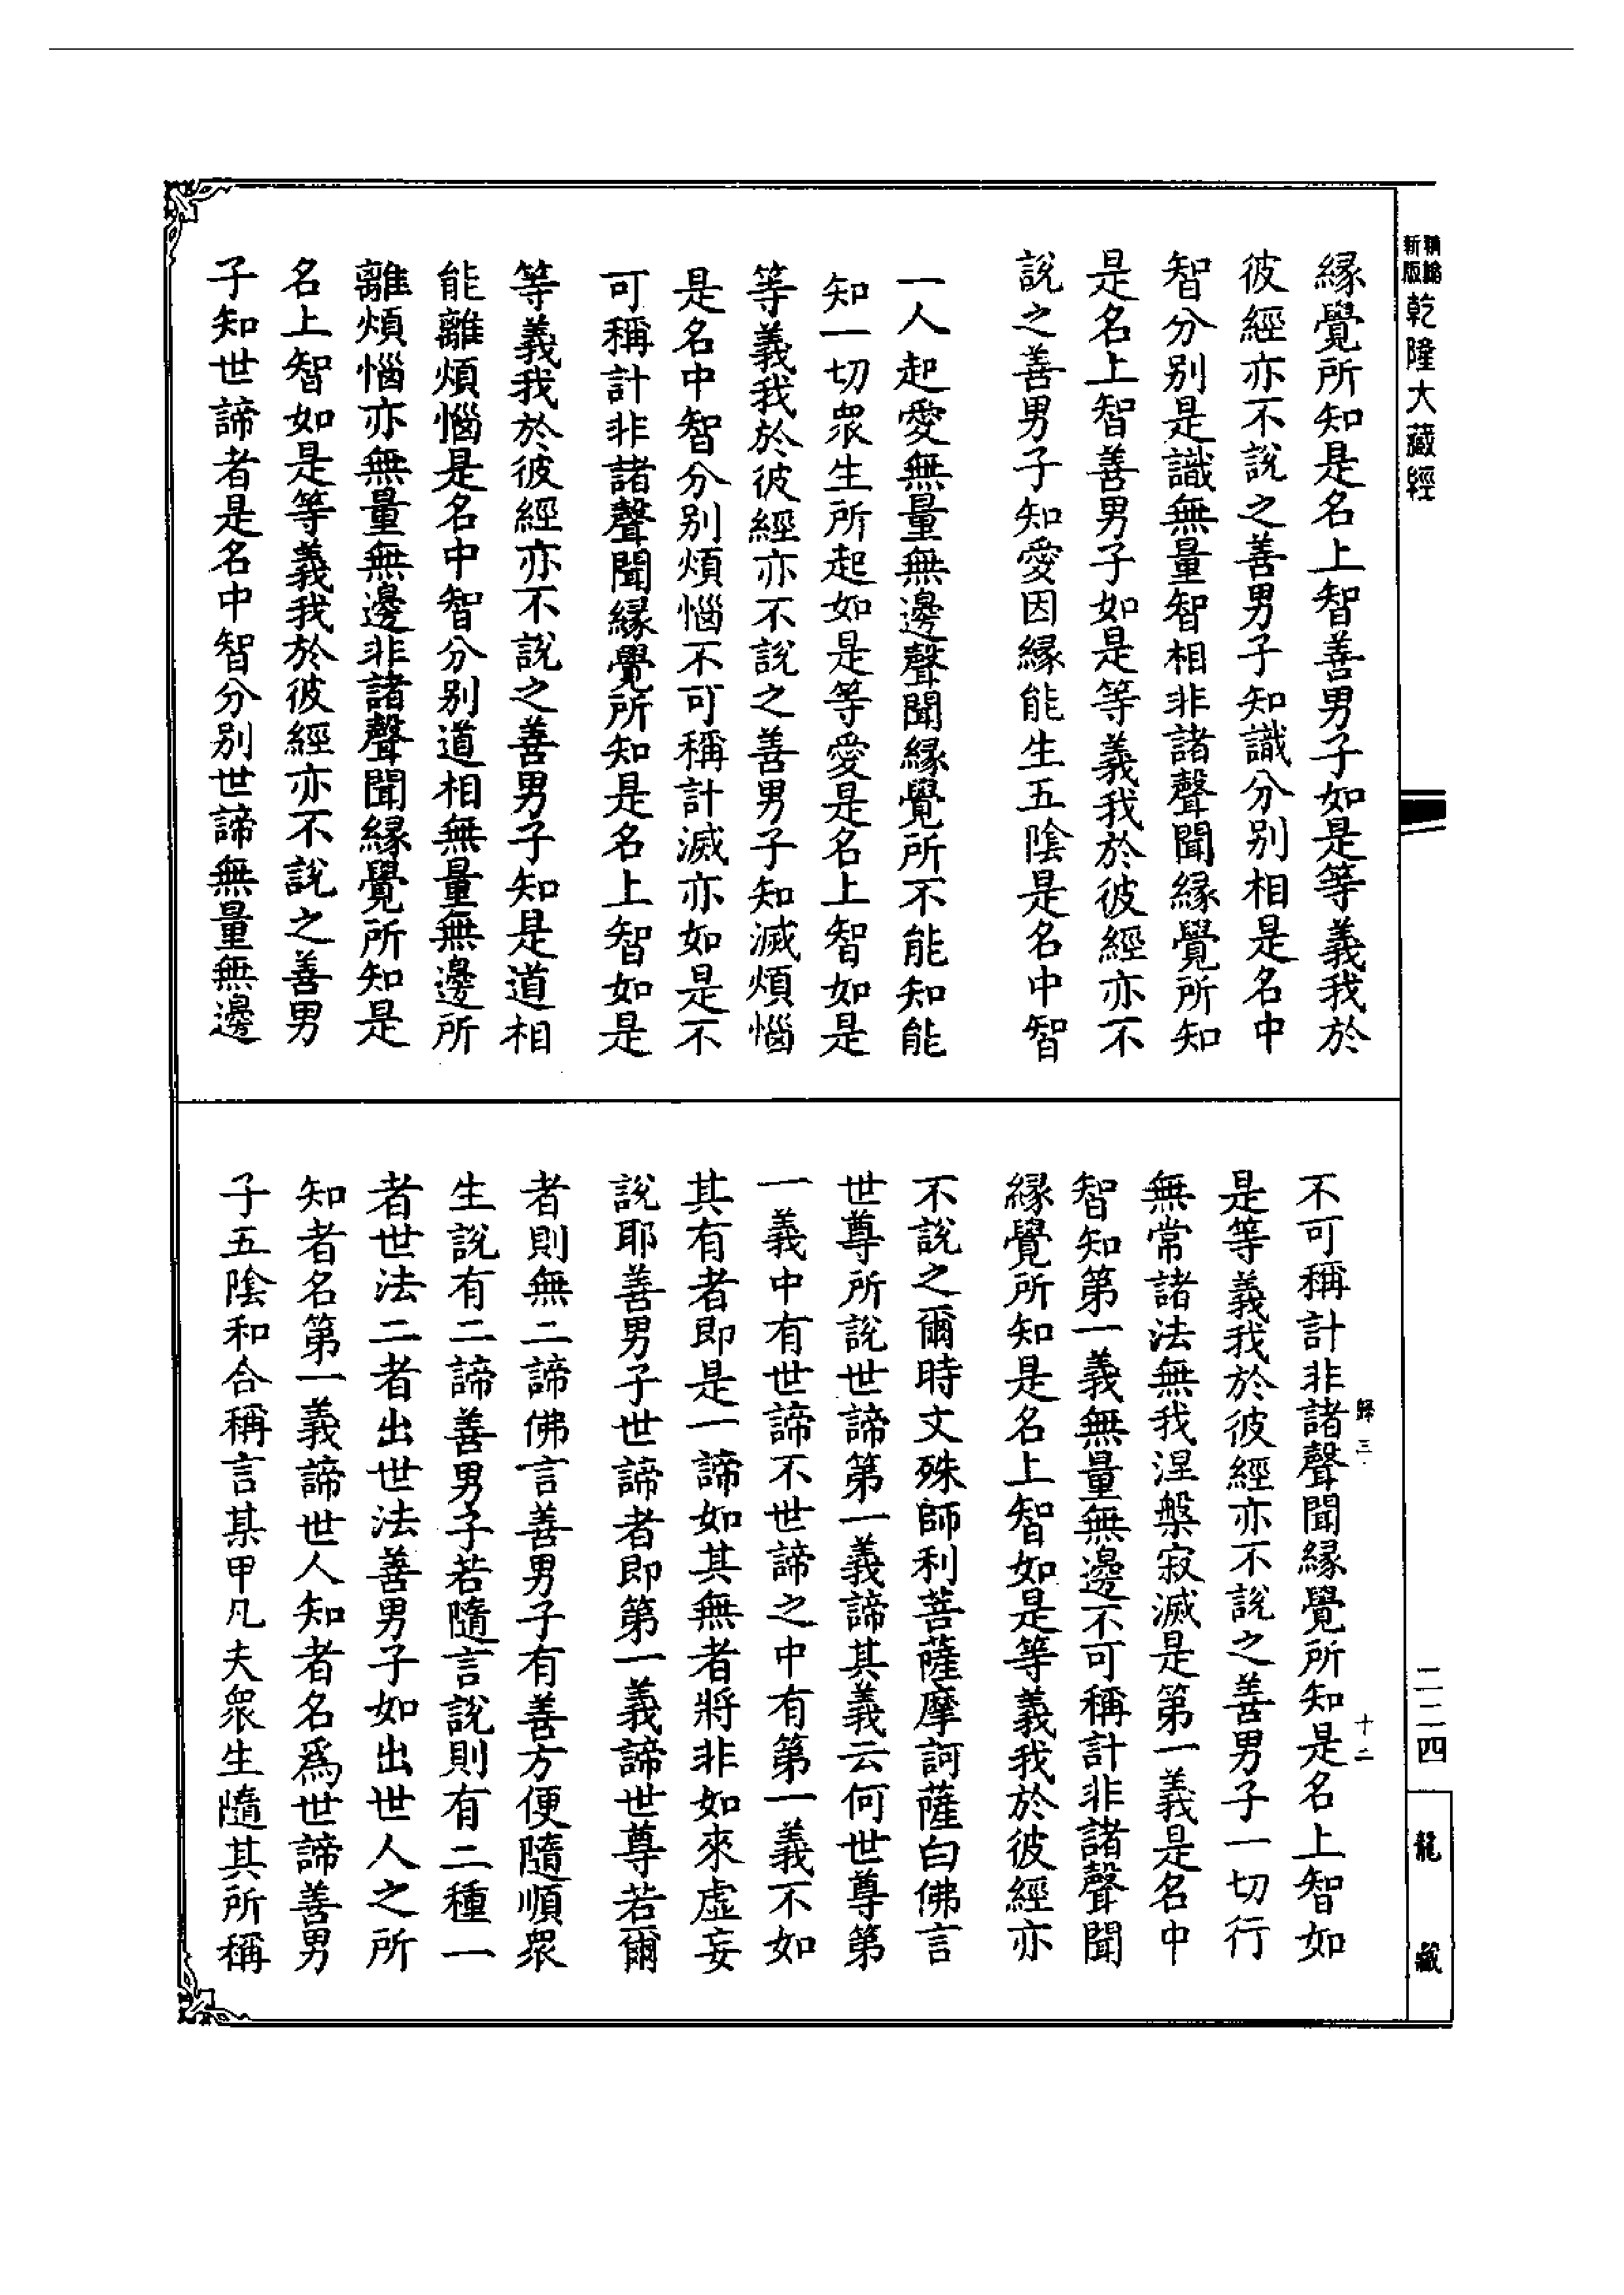 新版精縮乾隆大藏經
緣覺所知是名上智善男子如是等義我於
彼經亦不說之善男子知識分別相是名中
智分別是識無量智相非諸聲聞緣覺所知
是名上智善男子如是等義我於彼經亦不
說之善男子知愛因緣能生五陰是名中智
一人起愛無量無邊聲聞緣覺所不能知能
知一切眾生所起如是等愛是名上智如是
等義我於彼經亦不說之善男子知滅煩惱
是名中智分別煩惱不可稱計滅亦如是不
可稱計非諸聲聞緣覺所知是名上智如是
等義我於彼經亦不說之善男子知是道相
能離煩惱是名中智分別道相無量無邊所
離煩惱亦無量無邊非諸聲聞緣覺所知是
名上智如是等義我於彼經亦不說之善男
子知世諦者是名中智分別世諦無量無邊
歸三 十二
不可稱計非諸聲聞緣覺所知是名上智如
是等義我於彼經亦不說之善男子一切行
無常諸法無我涅槃寂滅是第一義是名中
智知第一義無量無邊不可稱計非諸聲聞
緣覺所知是名上智如是等義我於彼經亦
不說之爾時文殊師利菩薩摩訶薩白佛言
世尊所說世諦第一義諦其義云何世尊第
一義中有世諦不世諦之中有第一義不如
其有者即是一諦如其無者將非如來虛妄
說耶善男子世諦者即第一義諦世尊若爾
者則無二諦佛言善男子有善方便隨順眾
生說有二諦善男子若隨言說則有二種一
者世法二者出世法善男子如出世人之所
知者名第一義諦世人知者名爲世諦善男
子五陰和合稱言某甲凡夫眾生隨其所稱
二二四
龍藏